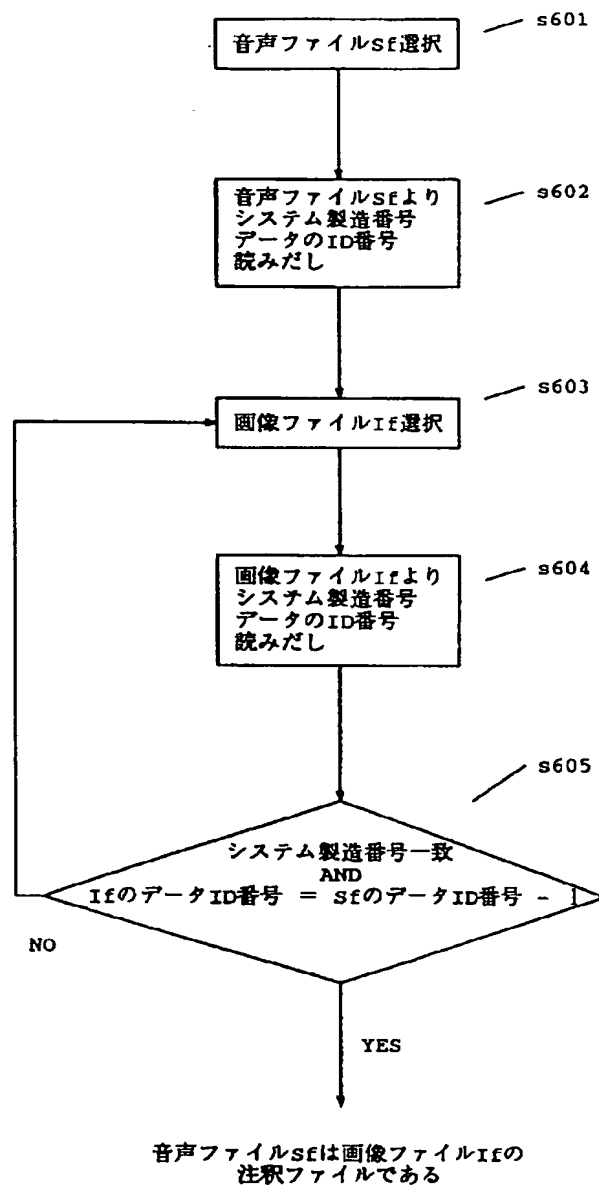 s601
音声ファイルSf選択
s602
音声ファイルSfより
システム製造番号
データのID番号
読みだし
s603
画像ファイルIf選択
s604
画像ファイルIfより
システム製造番号
データのID番号
読みだし
s605
システム製造番号一致
AND
IfのデータID番号 = SfのデータID番号 - 1
NO
YES
音声ファイルSfは画像ファイルIfの
注釈ファイルである